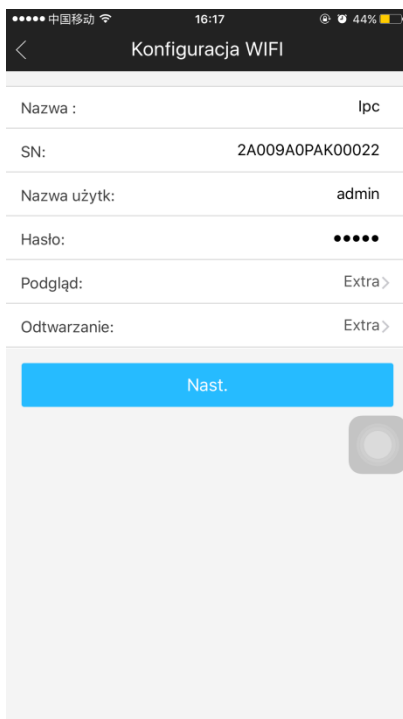 中国移动 16:17 44%
Konfiguracja WIFI
Nazwa : Ipc
SN: 2A009A0PAK00022
Nazwa użytk: admin
Hasło: •••••
Podgląd: Extra
Odtwarzanie: Extra
Nast.